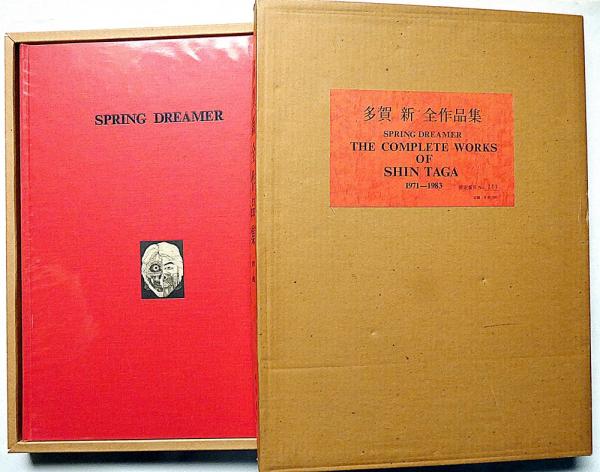 SPRING DREAMER
多賀 新 全作品集
SPRING DREAMER
THE COMPLETE WORKS
OF
SHIN TAGA
1971—1983